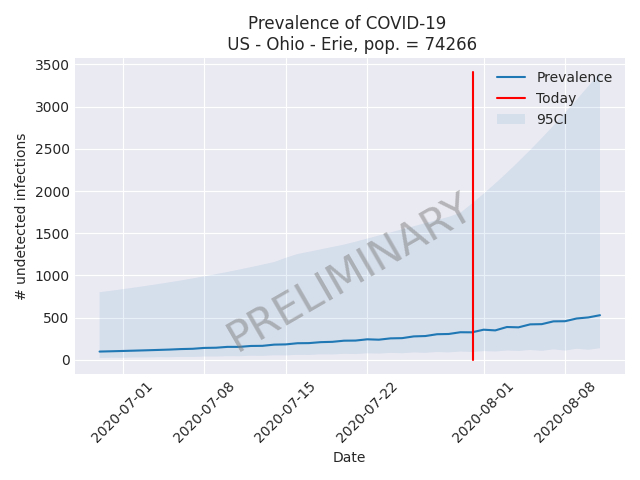 Prevalence of COVID-19
US - Ohio - Erie, pop. = 74266
3500
3000
2500
2000
1500
1000
500
0
# undetected infections
Prevalence
Today
95CI
PRELIMINARY
2020-07-01
2020-07-08
2020-07-15
2020-07-22
2020-08-01
2020-08-08
Date